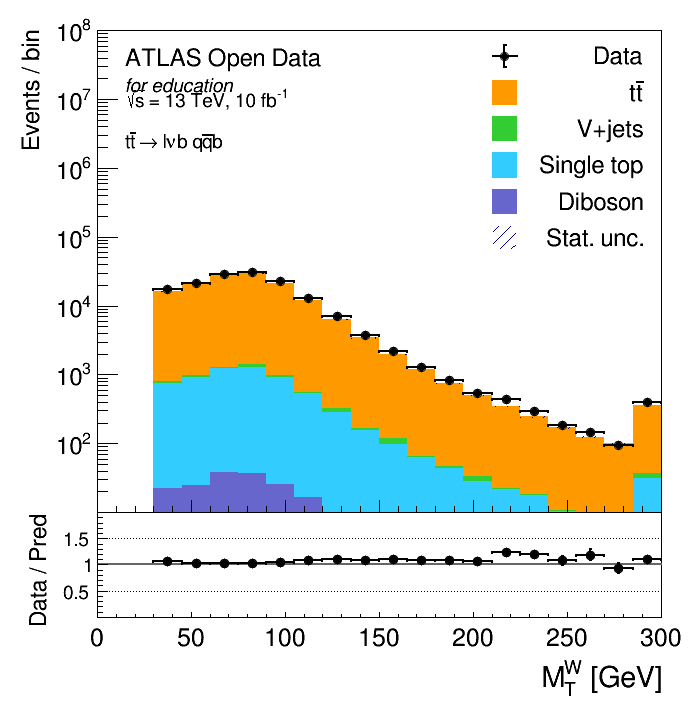 Events / bin
10⁸
10⁷
10⁶
10⁵
10⁴
10³
10²
ATLAS Open Data
for education
√s = 13 TeV, 10 fb⁻¹
tt̄ → lνb qq̄b
Data
tt̄
V+jets
Single top
Diboson
Stat. unc.
Data / Pred
1.5
1
0.5
0 50 100 150 200 250 300
M_T^W [GeV]